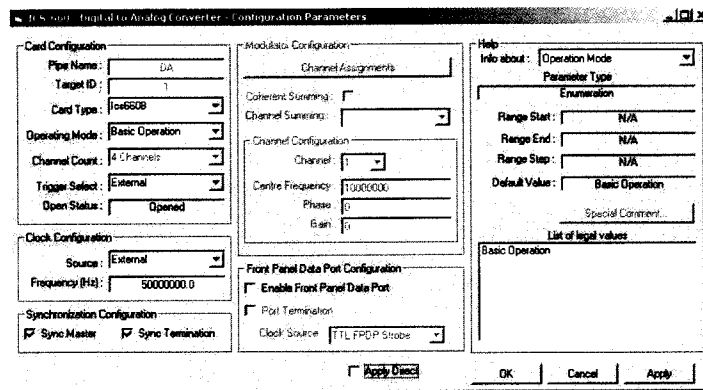 ICS-660 - Digital to Analog Converter - Configuration Parameters
Card Configuration
Pipe Name : DA
Target ID : 1
Card Type : Ics660B
Operating Mode : Basic Operation
Channel Count : 4 Channels
Trigger Select : External
Open Status : Opened
Clock Configuration
Source : External
Frequency (Hz) : 50000000.0
Synchronization Configuration
Sync Master Sync Termination
Modulator Configuration
Channel Assignments
Coherent Summing :
Channel Summing :
Channel Configuration
Channel : 1
Centre Frequency : 10000000
Phase : 0
Gain : 0
Front Panel Data Port Configuration
Enable Front Panel Data Port
Port Termination
Clock Source : TTL FPDP Strobe
Help
Info about : Operation Mode
Parameter Type
Enumeration
Range Start : N/A
Range End : N/A
Range Step : N/A
Default Value : Basic Operation
Special Comment...
List of legal values
Basic Operation
Apply Direct
OK Cancel Apply